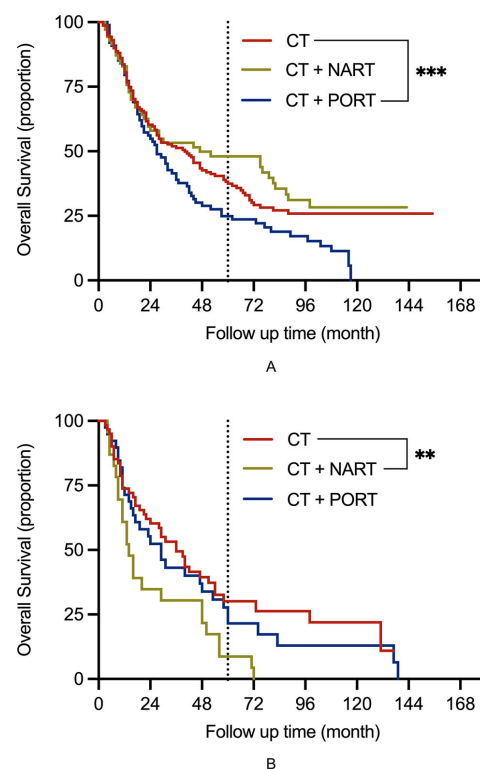 100
75
50
25
0
Overall Survival (proportion)
CT
CT + NART
CT + PORT
***
0 24 48 72 96 120 144 168
Follow up time (month)
A
100
75
50
25
0
Overall Survival (proportion)
CT
CT + NART
CT + PORT
**
0 24 48 72 96 120 144 168
Follow up time (month)
B